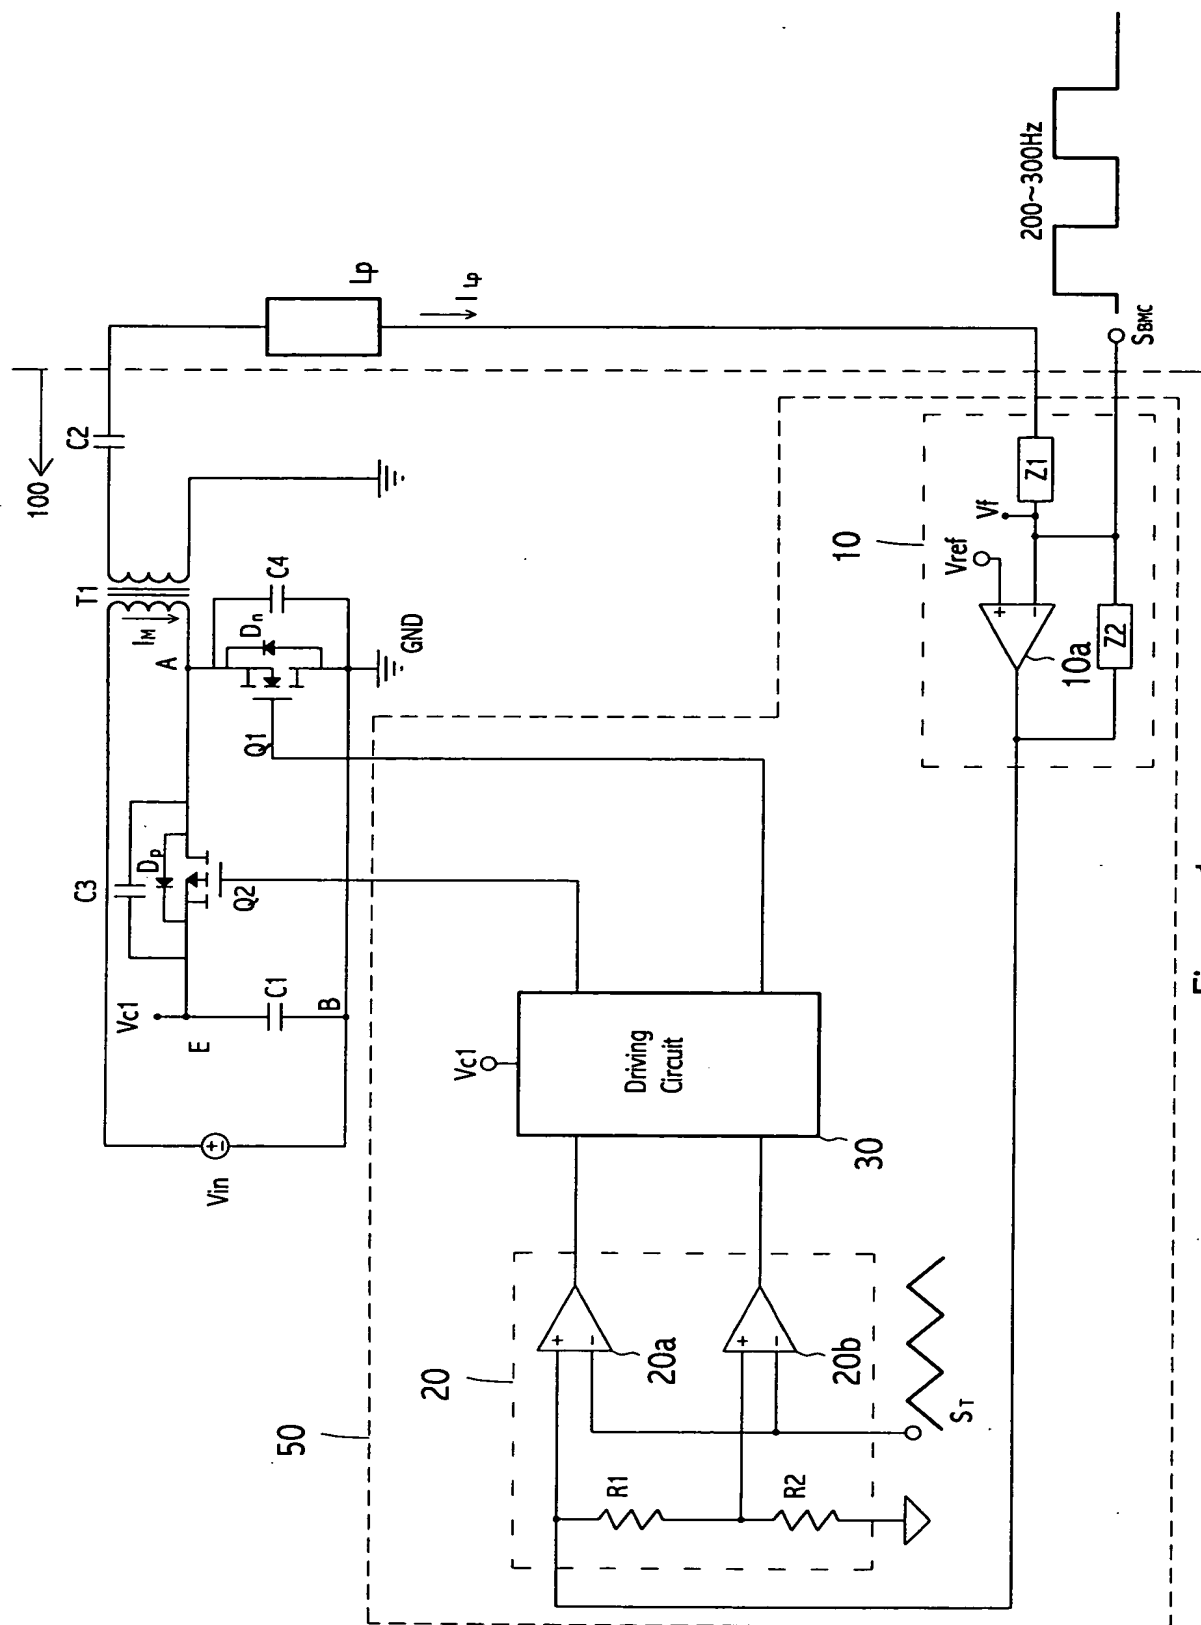 100
C2
Lp
I Lp
T1
IM
A
C3
Dp
Q2
Dn
C4
Q1
GND
Vc1
E
C1
B
Vin
200~300Hz
SBMC
Vc1
Driving
Circuit
30
10
Vref
Vf
Z1
+
−
10a
Z2
50
20
+
−
20a
+
−
20b
R1
R2
ST